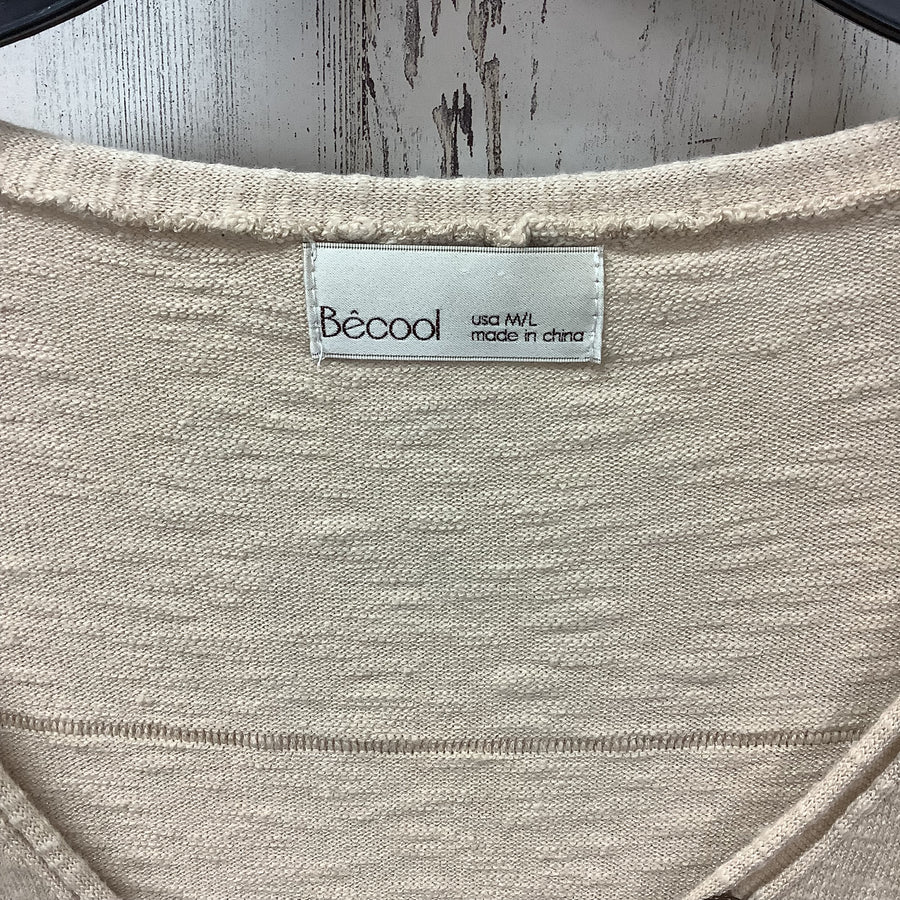 Bêcool
usa M/L
made in china